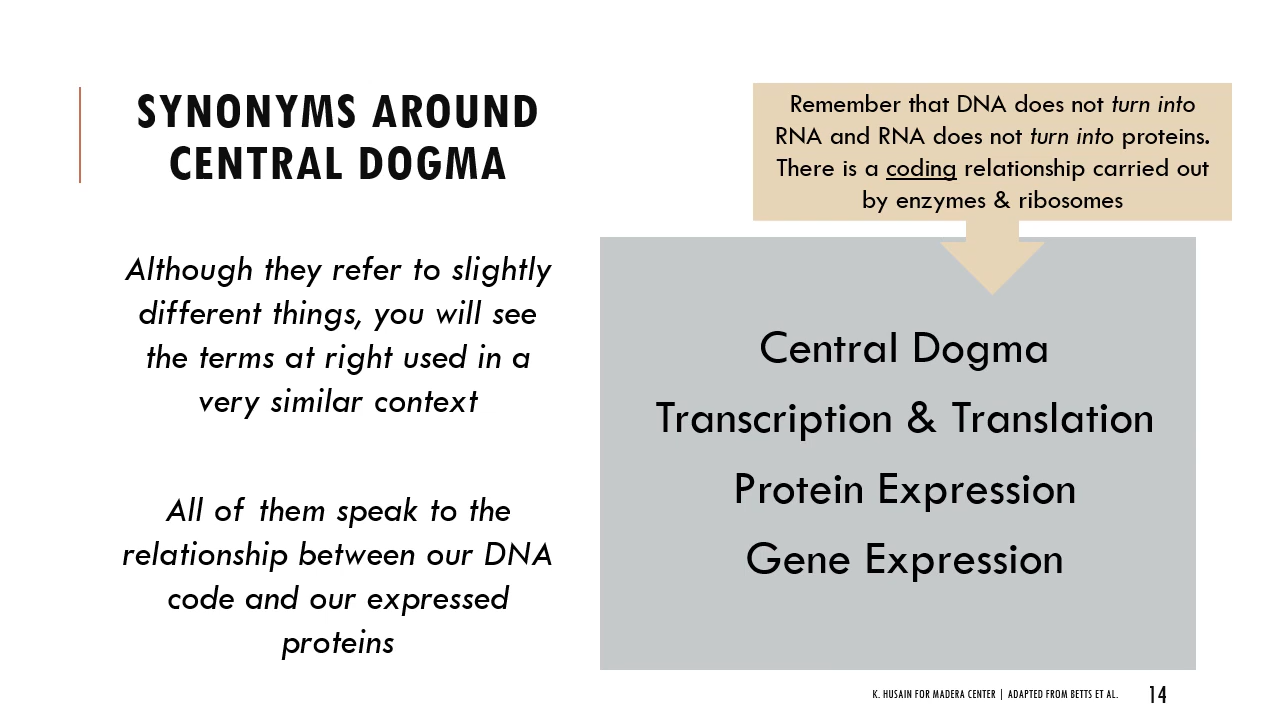 SYNONYMS AROUND
CENTRAL DOGMA
Although they refer to slightly
different things, you will see
the terms at right used in a
very similar context
All of them speak to the
relationship between our DNA
code and our expressed
proteins
Remember that DNA does not turn into
RNA and RNA does not turn into proteins.
There is a coding relationship carried out
by enzymes & ribosomes
Central Dogma
Transcription & Translation
Protein Expression
Gene Expression
K. HUSAIN FOR MADERA CENTER | ADAPTED FROM BETTS ET AL.
14